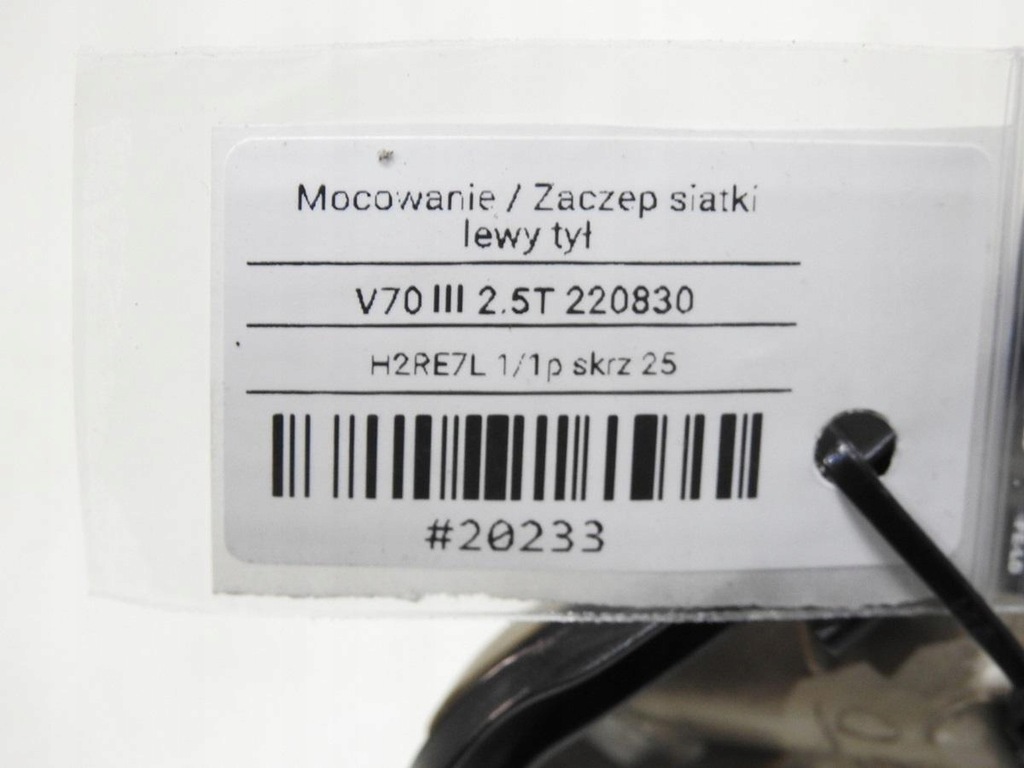 Mocowanie / Zaczep siatki
lewy tył
V70 III 2.5T 220830
H2RE7L 1/1p skrz 25
#20233